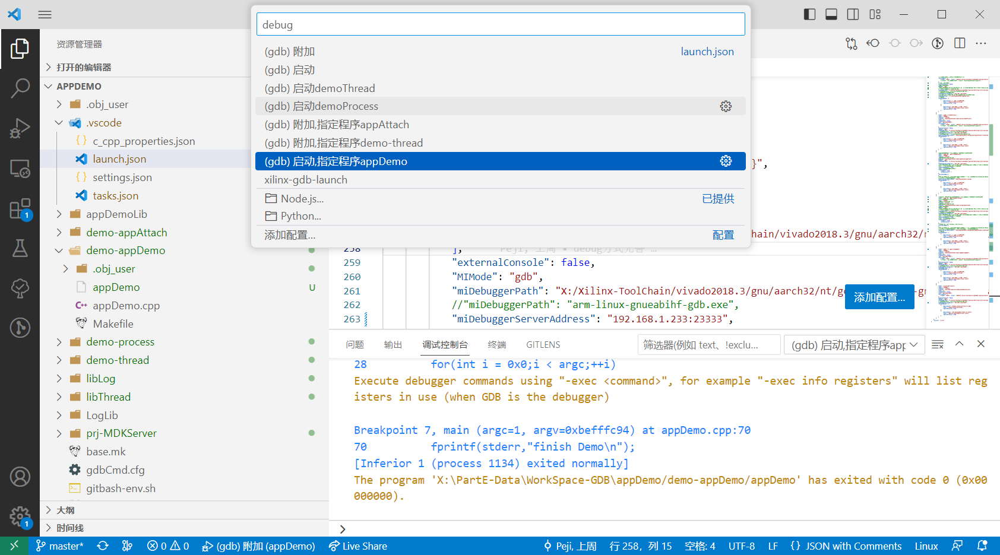 debug
(gdb) 附加
launch.json
(gdb) 启动
(gdb) 启动demoThread
(gdb) 启动demoProcess
(gdb) 附加,指定程序appAttach
(gdb) 附加,指定程序demo-thread
(gdb) 启动,指定程序appDemo
xilinx-gdb-launch
Node.js...
已提供
Python...
添加配置...
配置
资源管理器
打开的编辑器
APPDEMO
.obj_user
.vscode
c_cpp_properties.json
launch.json
settings.json
tasks.json
appDemoLib
demo-appAttach
demo-appDemo
.obj_user
appDemo
U
appDemo.cpp
Makefile
demo-process
demo-thread
libLog
libThread
LogLib
prj-MDKServer
base.mk
gdbCmd.cfg
gitbash-env.sh
大纲
时间线
1
1
}",
hain/vivado2018.3/gnu/aarch32/n
258 ], Peji, 上周 • debug方式完善 …
259 "externalConsole": false,
260 "MIMode": "gdb",
261 "miDebuggerPath": "X:/Xilinx-ToolChain/vivado2018.3/gnu/aarch32/nt/g
262 //"miDebuggerPath": "arm-linux-gnueabihf-gdb.exe",
263 "miDebuggerServerAddress": "192.168.1.233:23333",
添加配置...
问题 输出 调试控制台 终端 GITLENS
筛选器(例如 text、!exclu...
(gdb) 启动,指定程序app
28 for(int i = 0x0;i < argc;++i)
Execute debugger commands using "-exec <command>", for example "-exec info registers" will list reg
isters in use (when GDB is the debugger)
Breakpoint 7, main (argc=1, argv=0xbefffc94) at appDemo.cpp:70
70 fprintf(stderr,"finish Demo\n");
[Inferior 1 (process 1134) exited normally]
The program 'X:\PartE-Data\WorkSpace-GDB\appDemo/demo-appDemo/appDemo' has exited with code 0 (0x00
000000).
master* 0 0 (gdb) 附加 (appDemo) Live Share Peji, 上周 行 258，列 15 空格: 4 UTF-8 LF {} JSON with Comments Linux